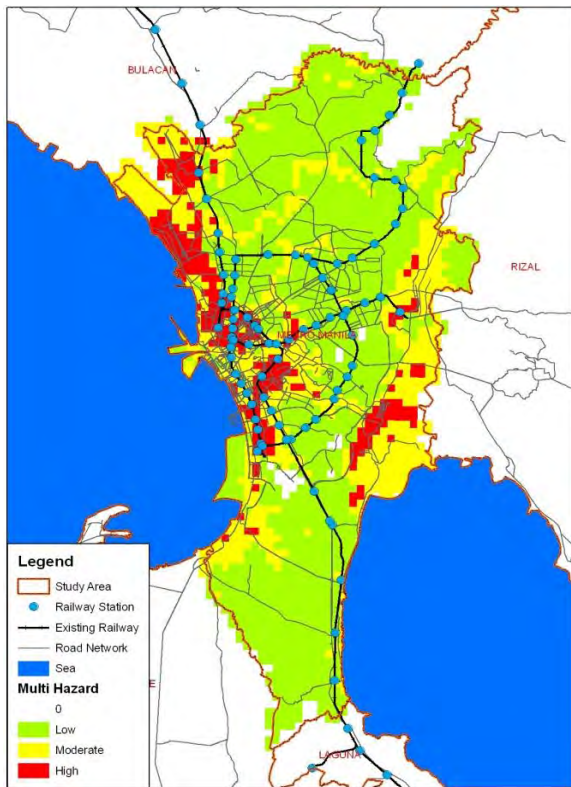 BULACAN
RIZAL
METRO MANILA
Legend
Study Area
Railway Station
Existing Railway
Road Network
Sea
Multi Hazard
0
Low
Moderate
High
E
LAGUNA